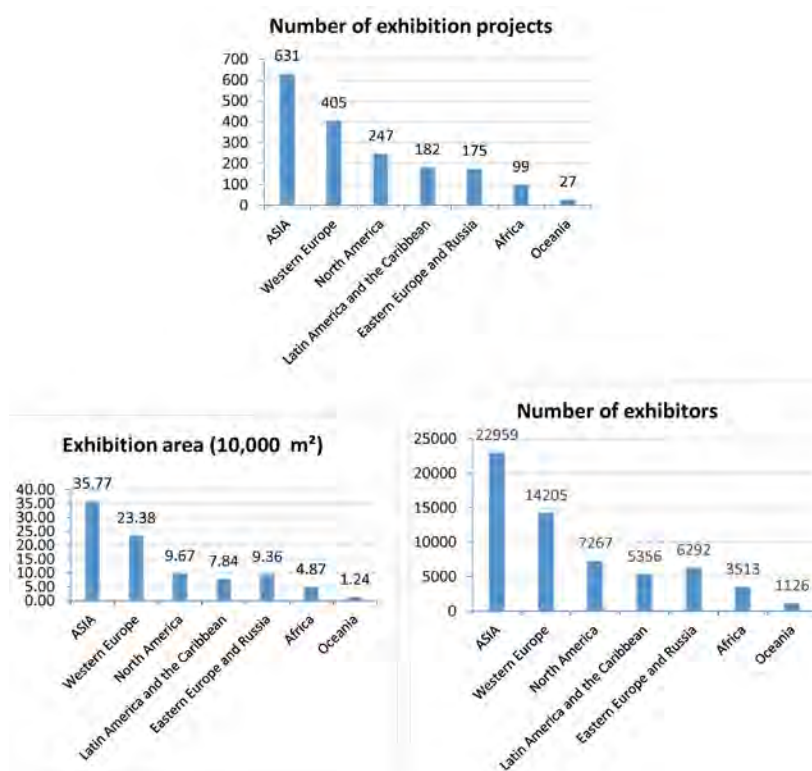 Number of exhibition projects
700
600
500
400
300
200
100
0
631
405
247
182
175
99
27
ASIA
Western Europe
North America
Latin America and the Caribbean
Eastern Europe and Russia
Africa
Oceania
Exhibition area (10,000 m²)
40.00
35.00
30.00
25.00
20.00
15.00
10.00
5.00
0.00
35.77
23.38
9.67
7.84
9.36
4.87
1.24
ASIA
Western Europe
North America
Latin America and the Caribbean
Eastern Europe and Russia
Africa
Oceania
Number of exhibitors
25000
20000
15000
10000
5000
0
22959
14205
7267
5356
6292
3513
1126
ASIA
Western Europe
North America
Latin America and the Caribbean
Eastern Europe and Russia
Africa
Oceania